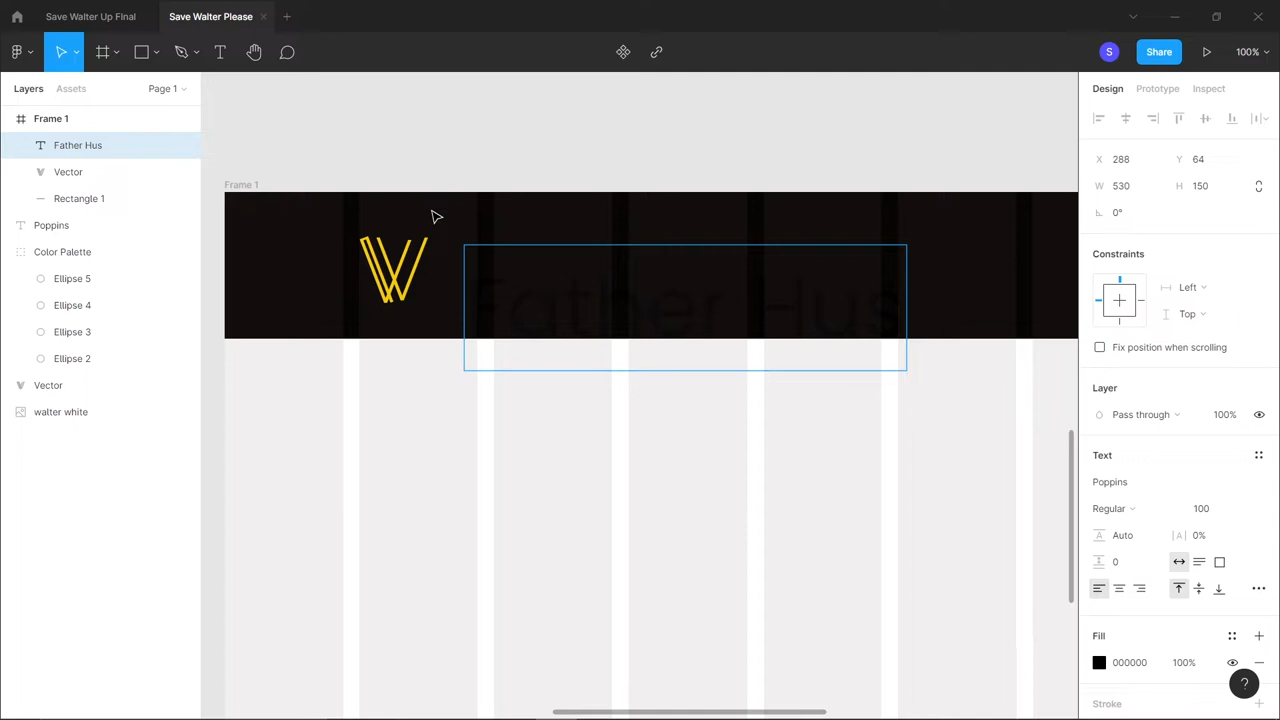 Save Walter Up FInal
Save Walter Please
S
Share
100%
Layers
Assets
Page 1
Design
Prototype
Inspect
Frame 1
Father Hus
Vector
Rectangle 1
Poppins
Color Palette
Ellipse 5
Ellipse 4
Ellipse 3
Ellipse 2
Vector
walter white
Frame 1
W
Father Hus
X 288 Y 64
W 530 H 150
0°
Constraints
Left
Top
Fix position when scrolling
Layer
Pass through 100%
Text
Poppins
Regular 100
A Auto |A| 0%
0
Fill
000000 100%
Stroke
?